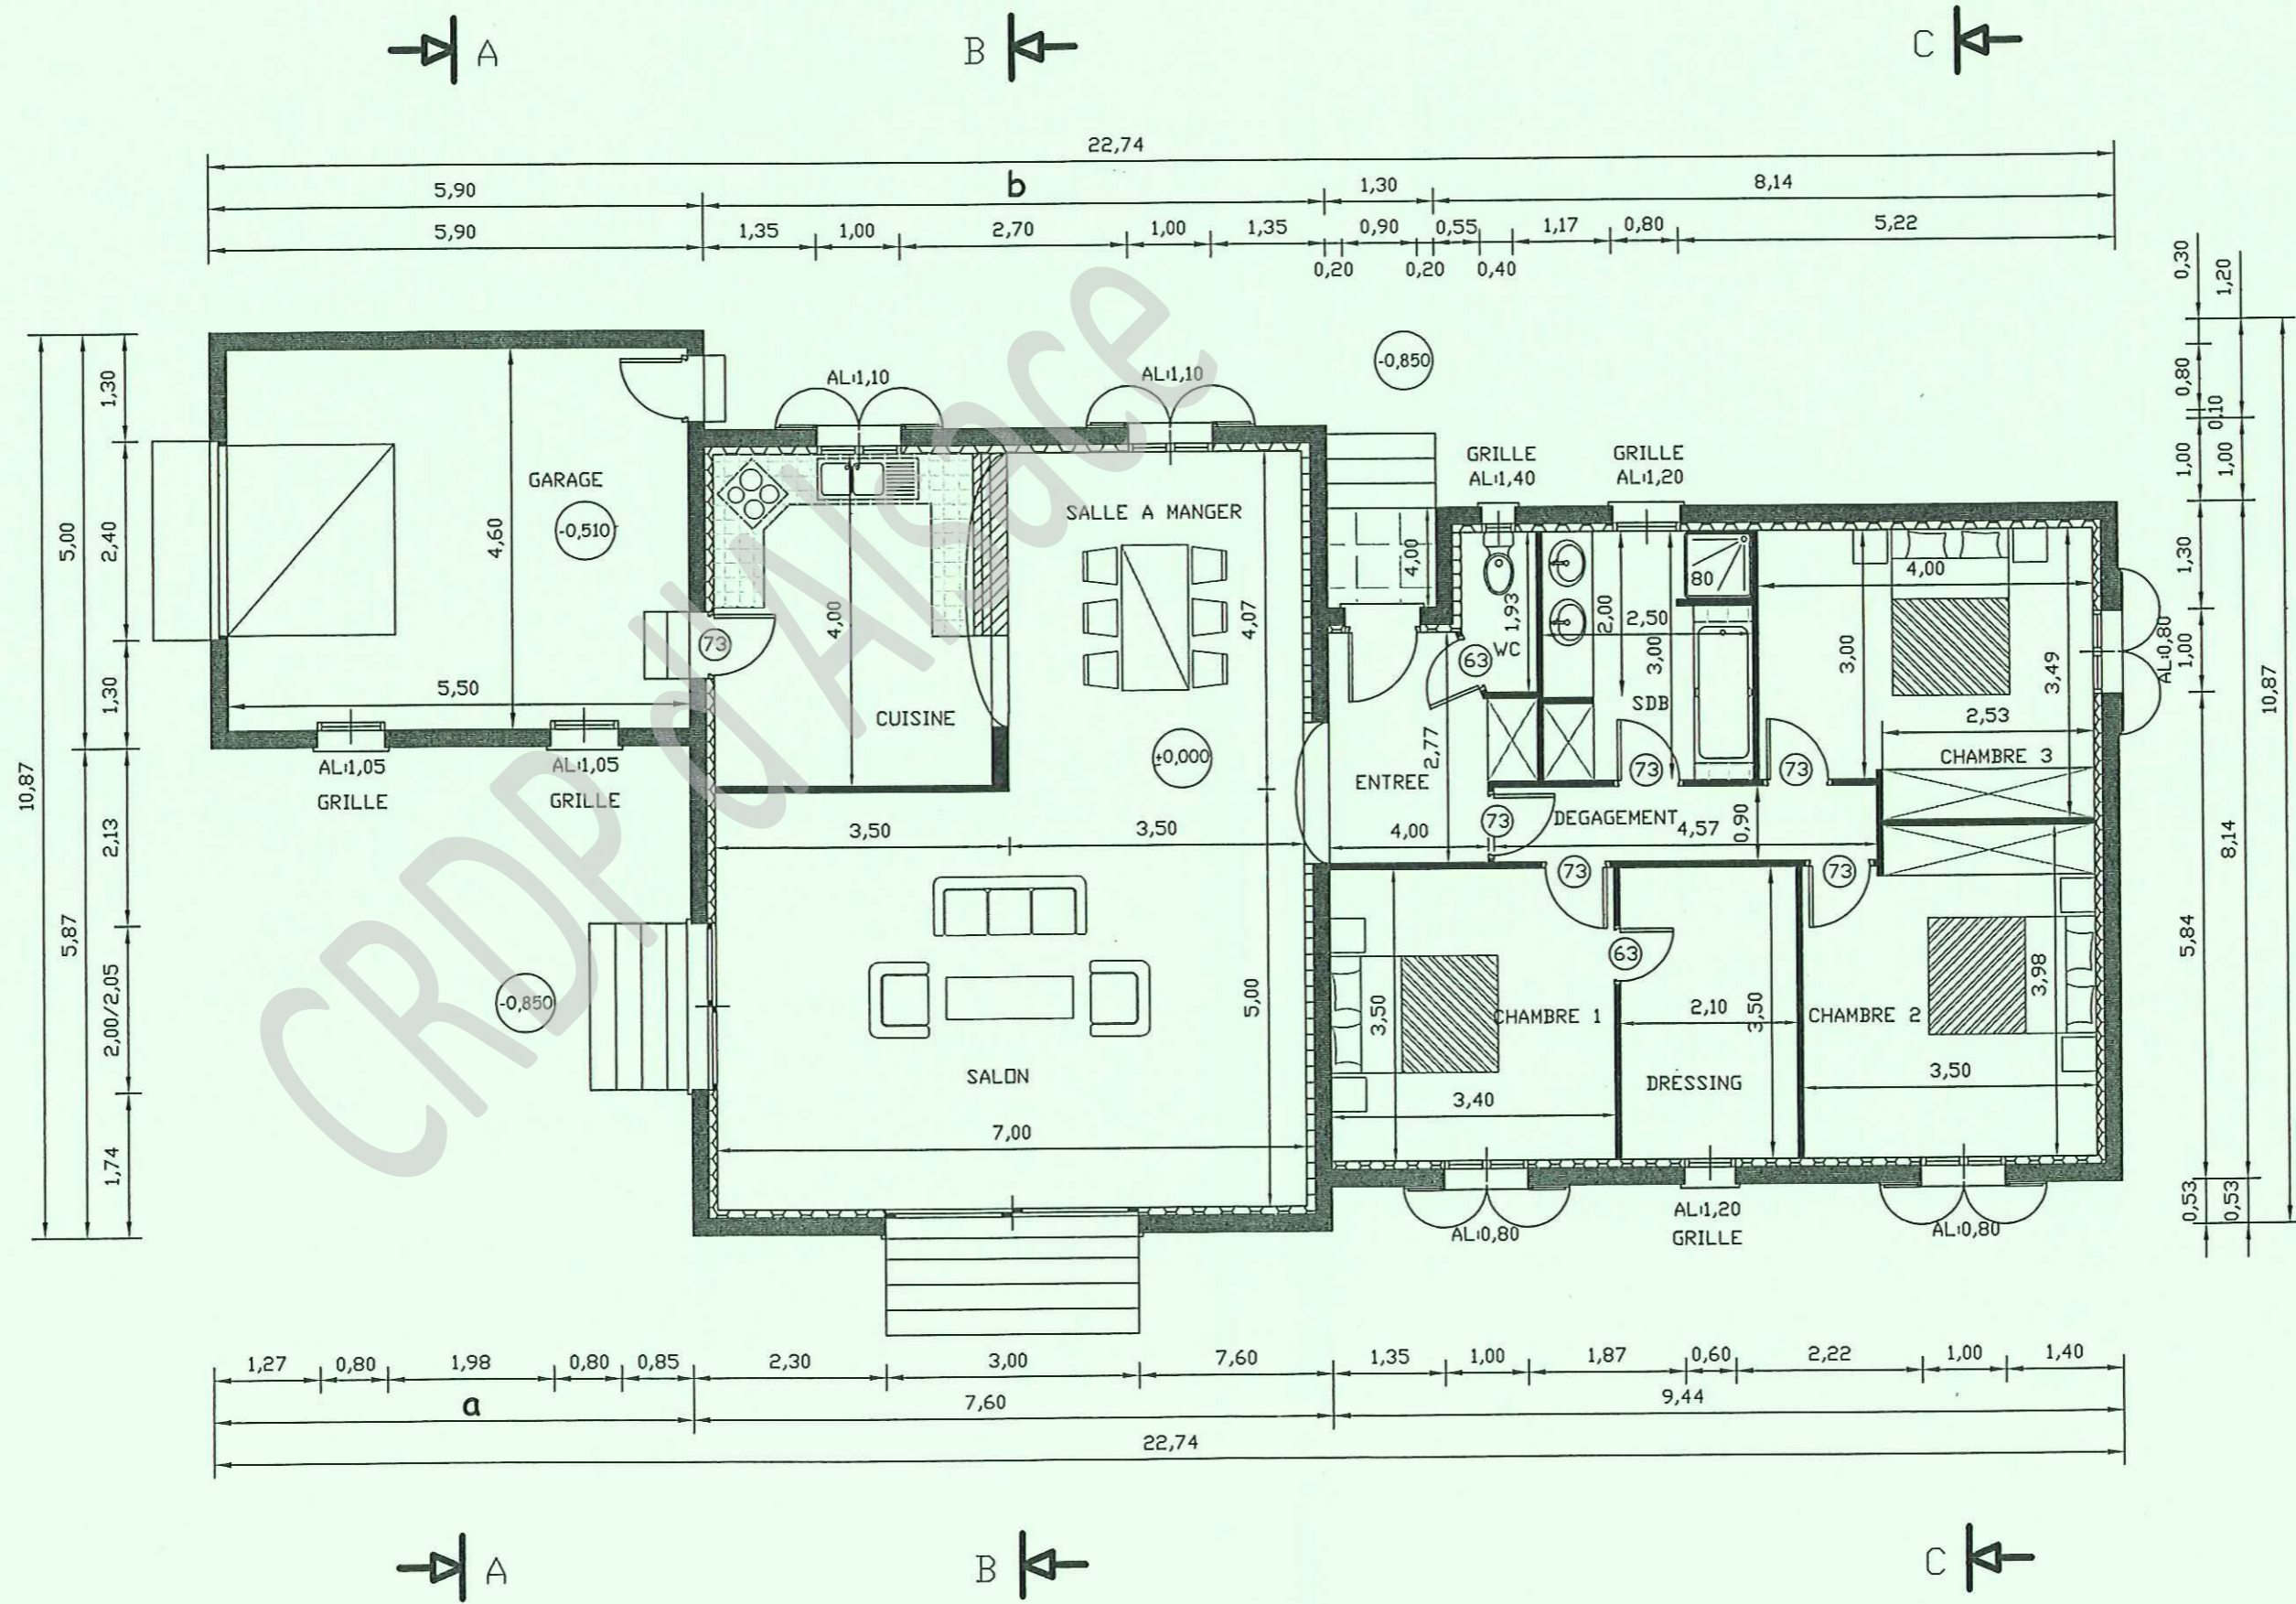 A
B
C
22,74
5,90
b
1,30
8,14
5,90
1,35
1,00
2,70
1,00
1,35
0,90
0,55
1,17
0,80
5,22
0,20
0,20
0,40
0,30
1,20
0,80
0,10
1,00
1,00
1,30
1,00
10,87
5,84
8,14
0,53
0,53
10,87
5,00
5,87
1,30
2,40
1,30
2,13
2,00/2,05
1,74
-0,850
AL:1,10
AL:1,10
GRILLE
AL:1,40
GRILLE
AL:1,20
GARAGE
-0,510
4,60
5,50
AL:1,05
GRILLE
AL:1,05
GRILLE
73
4,00
CUISINE
SALLE A MANGER
4,07
±0,000
4,00
1,93
WC
63
2,00
2,50
3,00
SDB
80
4,00
3,00
3,49
2,53
CHAMBRE 3
AL:0,80
2,77
ENTREE
73
73
73
DEGAGEMENT
4,57
0,90
4,00
3,50
3,50
73
73
-0,850
5,00
SALON
7,00
63
3,50
CHAMBRE 1
3,40
2,10
3,50
DRESSING
CHAMBRE 2
3,98
3,50
AL:0,80
AL:1,20
GRILLE
AL:0,80
CRDP d'Alsace
1,27
0,80
1,98
0,80
0,85
2,30
3,00
7,60
1,35
1,00
1,87
0,60
2,22
1,00
1,40
a
7,60
9,44
22,74
A
B
C